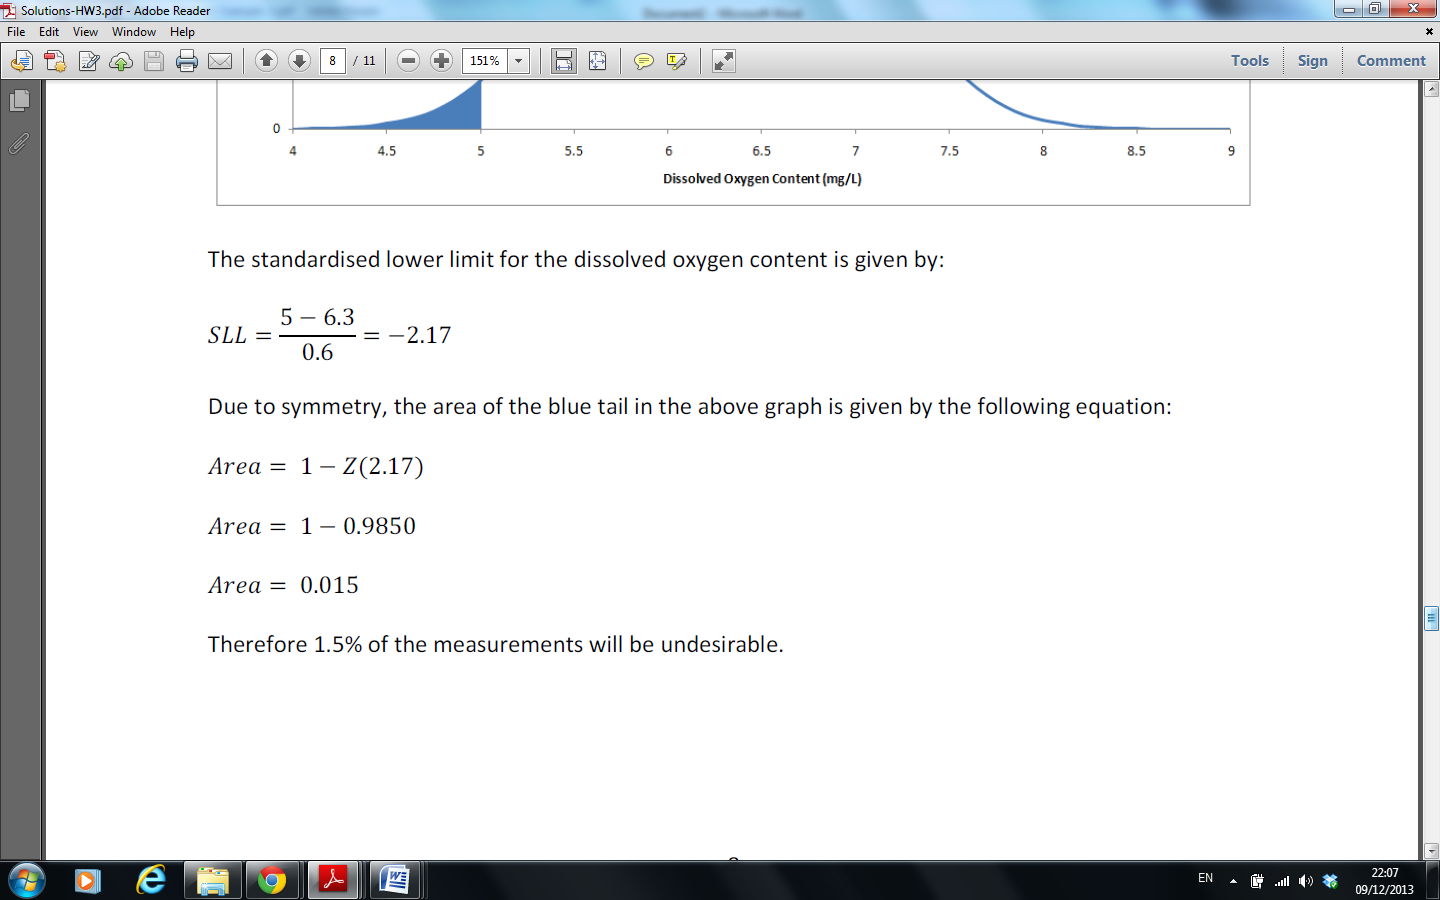 Solutions-HW3.pdf - Adobe Reader
File Edit View Window Help
8 / 11 151% Tools Sign Comment
0
4 4.5 5 5.5 6 6.5 7 7.5 8 8.5 9
Dissolved Oxygen Content (mg/L)
The standardised lower limit for the dissolved oxygen content is given by:
SLL = (5 − 6.3)/0.6 = −2.17
Due to symmetry, the area of the blue tail in the above graph is given by the following equation:
Area = 1 − Z(2.17)
Area = 1 − 0.9850
Area = 0.015
Therefore 1.5% of the measurements will be undesirable.
EN 22:07
09/12/2013